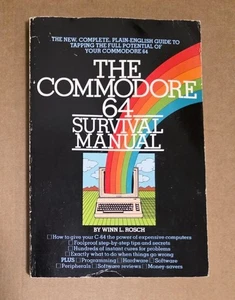 THE NEW, COMPLETE, PLAIN-ENGLISH GUIDE TO
TAPPING THE FULL POTENTIAL OF
YOUR COMMODORE 64
THE
COMMODORE
64
SURVIVAL
MANUAL
BY WINN L. ROSCH
□ How to give your C-64 the power of expensive computers
□ Foolproof step-by-step tips and secrets
□ Hundreds of instant cures for problems
□ Exactly what to do when things go wrong
PLUS □ Programming □ Hardware □ Software
□ Peripherals □ Software reviews □ Money-savers